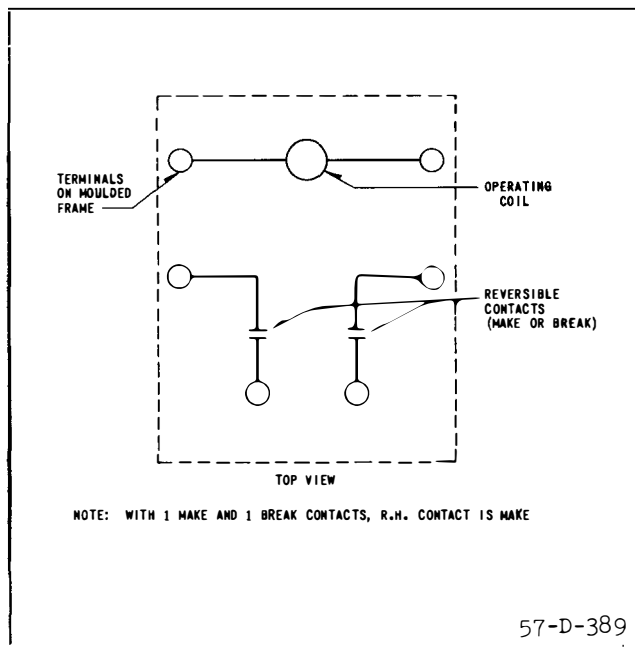 TERMINALS
ON MOULDED
FRAME
OPERATING
COIL
REVERSIBLE
CONTACTS
(MAKE OR BREAK)
TOP VIEW
NOTE: WITH 1 MAKE AND 1 BREAK CONTACTS, R.H. CONTACT IS MAKE
57-D-389